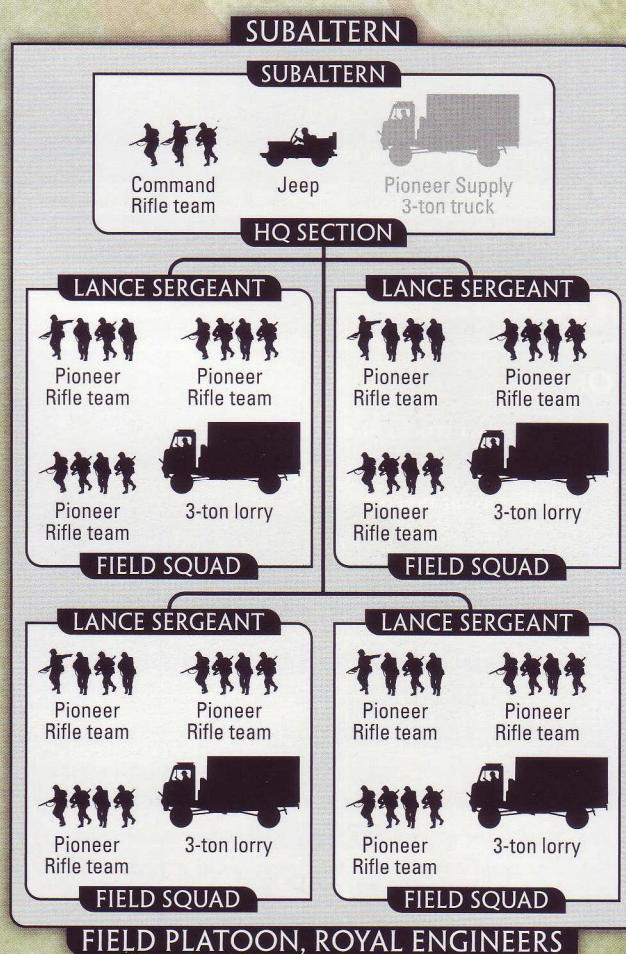 SUBALTERN
SUBALTERN
Command
Rifle team
Jeep
Pioneer Supply
3-ton truck
HQ SECTION
LANCE SERGEANT
Pioneer
Rifle team
Pioneer
Rifle team
Pioneer
Rifle team
3-ton lorry
FIELD SQUAD
LANCE SERGEANT
Pioneer
Rifle team
Pioneer
Rifle team
Pioneer
Rifle team
3-ton lorry
FIELD SQUAD
LANCE SERGEANT
Pioneer
Rifle team
Pioneer
Rifle team
Pioneer
Rifle team
3-ton lorry
FIELD SQUAD
LANCE SERGEANT
Pioneer
Rifle team
Pioneer
Rifle team
Pioneer
Rifle team
3-ton lorry
FIELD SQUAD
FIELD PLATOON, ROYAL ENGINEERS